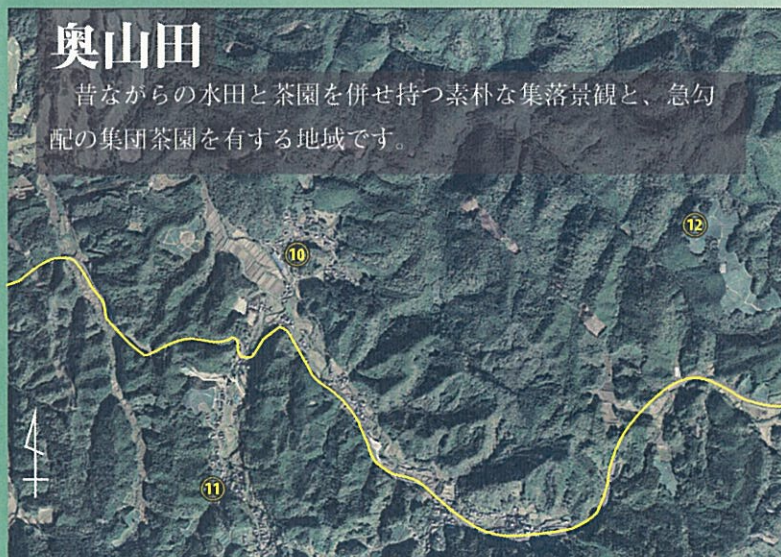 奥山田
昔ながらの水田と茶園を併せ持つ素朴な集落景観と、急勾
配の集団茶園を有する地域です。
12
10
11